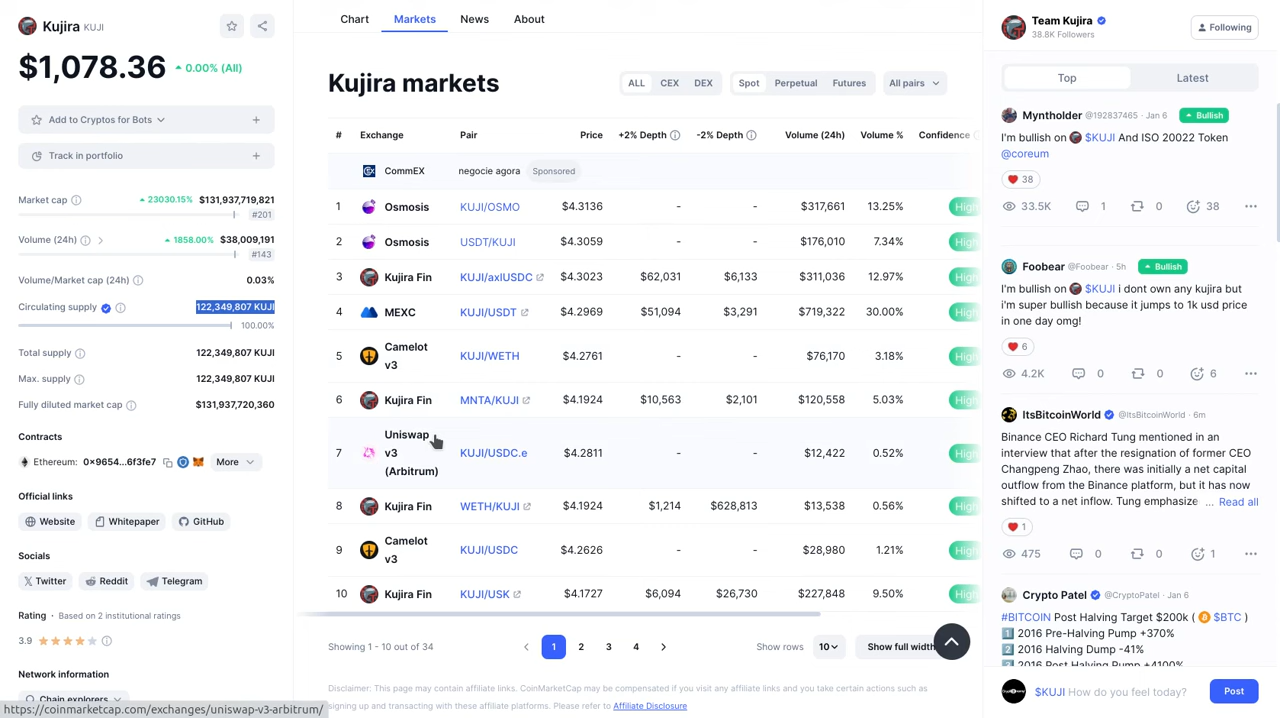 Kujira KUJI
$1,078.36 0.00% (All)
Add to Cryptos for Bots
Track in portfolio
Market cap 23030.15% $131,937,719,821
#201
Volume (24h) 1858.00% $38,009,191
#143
Volume/Market cap (24h) 0.03%
Circulating supply 122,349,807 KUJI
100.00%
Total supply 122,349,807 KUJI
Max. supply 122,349,807 KUJI
Fully diluted market cap $131,937,720,360
Contracts
Ethereum: 0x9654...6f3fe7 More
Official links
Website Whitepaper GitHub
Socials
Twitter Reddit Telegram
Rating · Based on 2 institutional ratings
3.9
Network information
Chain explorers
https://coinmarketcap.com/exchanges/uniswap-v3-arbitrum/
Chart Markets News About
Kujira markets
ALL CEX DEX Spot Perpetual Futures All pairs
# Exchange Pair Price +2% Depth -2% Depth Volume (24h) Volume % Confidence
CommEX negocie agora Sponsored
1 Osmosis KUJI/OSMO $4.3136 - - $317,661 13.25% High
2 Osmosis USDT/KUJI $4.3059 - - $176,010 7.34% High
3 Kujira Fin KUJI/axlUSDC $4.3023 $62,031 $6,133 $311,036 12.97% High
4 MEXC KUJI/USDT $4.2969 $51,094 $3,291 $719,322 30.00% High
5 Camelot v3 KUJI/WETH $4.2761 - - $76,170 3.18% High
6 Kujira Fin MNTA/KUJI $4.1924 $10,563 $2,101 $120,558 5.03% High
7 Uniswap v3 (Arbitrum) KUJI/USDC.e $4.2811 - - $12,422 0.52% High
8 Kujira Fin WETH/KUJI $4.1924 $1,214 $628,813 $13,538 0.56% High
9 Camelot v3 KUJI/USDC $4.2626 - - $28,980 1.21% High
10 Kujira Fin KUJI/USK $4.1727 $6,094 $26,730 $227,848 9.50% High
Showing 1 - 10 out of 34 1 2 3 4 Show rows 10 Show full width
Disclaimer: This page may contain affiliate links. CoinMarketCap may be compensated if you visit any affiliate links and you take certain actions such as
signing up and transacting with these affiliate platforms. Please refer to Affiliate Disclosure
Team Kujira Following
38.8K Followers
Top Latest
Myntholder @192837465 · Jan 6 Bullish
I'm bullish on $KUJI And ISO 20022 Token
@coreum
38
33.5K 1 0 38
Foobear @Foobear · 5h Bullish
I'm bullish on $KUJI i dont own any kujira but
i'm super bullish because it jumps to 1k usd price
in one day omg!
6
4.2K 0 0 6
ItsBitcoinWorld @ItsBitcoinWorld · 6m
Binance CEO Richard Tung mentioned in an
interview that after the resignation of former CEO
Changpeng Zhao, there was initially a net capital
outflow from the Binance platform, but it has now
shifted to a net inflow. Tung emphasize ... Read all
1
475 0 0 1
Crypto Patel @CryptoPatel · Jan 6
#BITCOIN Post Halving Target $200k ( $BTC )
1 2016 Pre-Halving Pump +370%
2 2016 Halving Dump -41%
3 2016 Post Halving Pump +4100%
$KUJI How do you feel today? Post